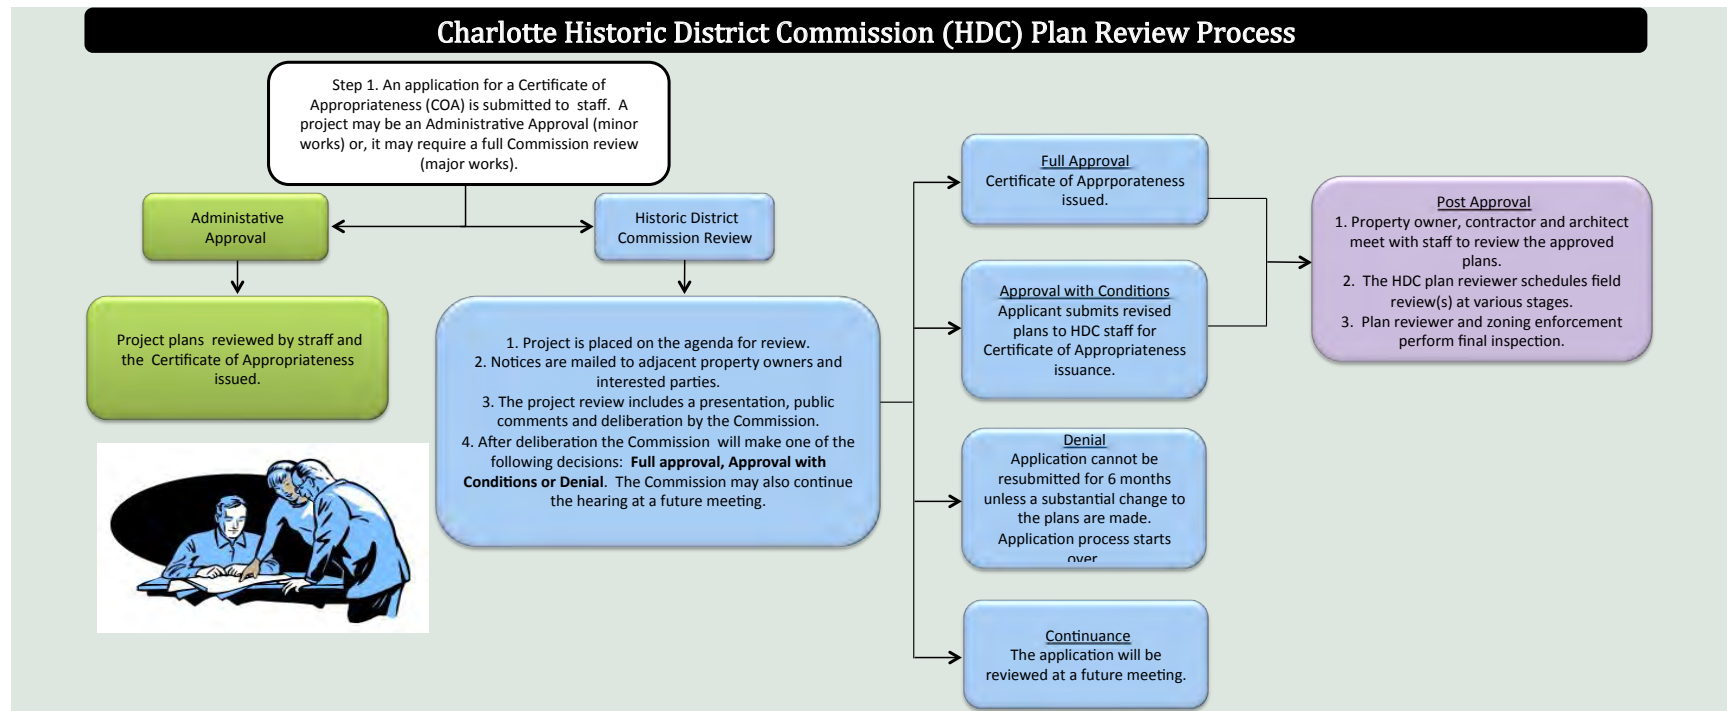 Charlotte Historic District Commission (HDC) Plan Review Process
Step 1. An application for a Certificate of
Appropriateness (COA) is submitted to staff. A
project may be an Administrative Approval (minor
works) or, it may require a full Commission review
(major works).
Administative
Approval
Historic District
Commission Review
Project plans reviewed by straff and
the Certificate of Appropriateness
issued.
1. Project is placed on the agenda for review.
2. Notices are mailed to adjacent property owners and
interested parties.
3. The project review includes a presentation, public
comments and deliberation by the Commission.
4. After deliberation the Commission will make one of the
following decisions: Full approval, Approval with
Conditions or Denial. The Commission may also continue
the hearing at a future meeting.
Full Approval
Certificate of Apprporateness
issued.
Approval with Conditions
Applicant submits revised
plans to HDC staff for
Certificate of Appropriateness
issuance.
Denial
Application cannot be
resubmitted for 6 months
unless a substantial change to
the plans are made.
Application process starts
over
Continuance
The application will be
reviewed at a future meeting.
Post Approval
1. Property owner, contractor and architect
meet with staff to review the approved
plans.
2. The HDC plan reviewer schedules field
review(s) at various stages.
3. Plan reviewer and zoning enforcement
perform final inspection.